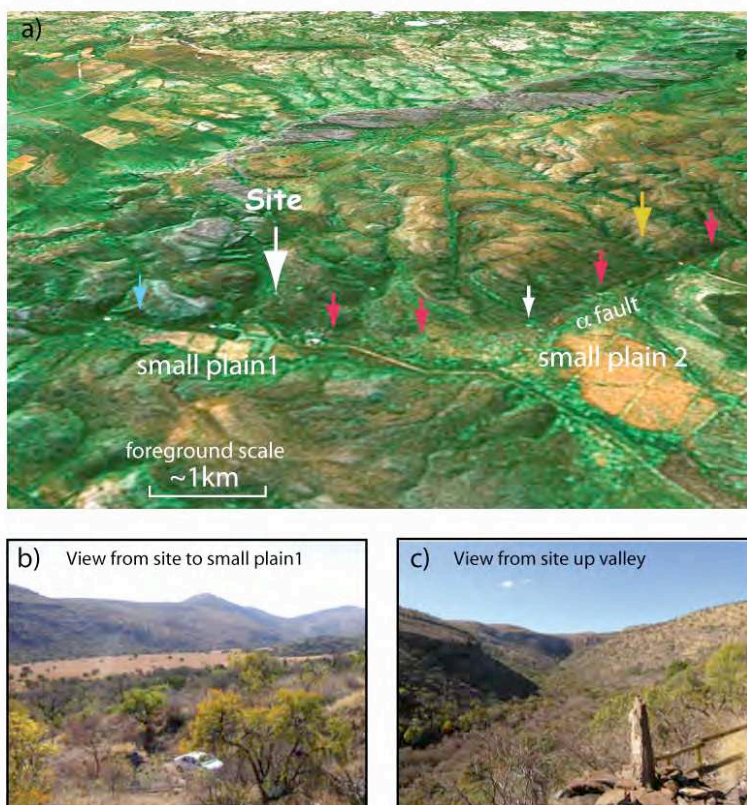 a)
Site
α fault
small plain1
small plain 2
foreground scale
~1km
b) View from site to small plain1
c) View from site up valley